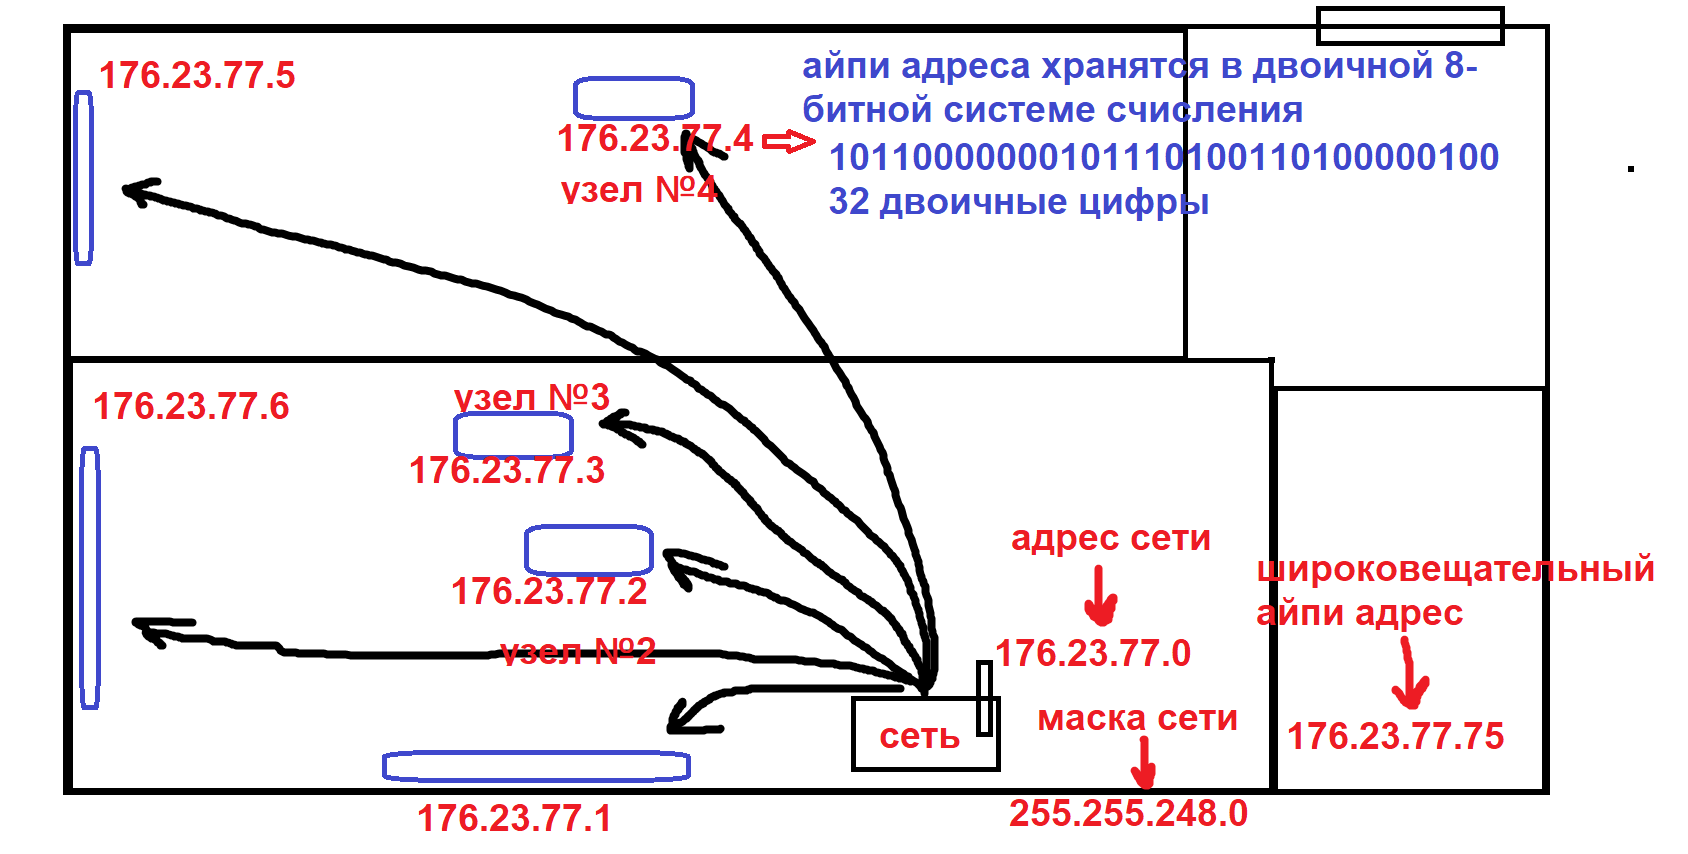 176.23.77.5
айпи адреса хранятся в двоичной 8-
битной системе счисления
176.23.77.4
10110000000101110100110100000100
узел №4
32 двоичные цифры
176.23.77.6
узел №3
176.23.77.3
176.23.77.2
узел №2
адрес сети
176.23.77.0
широковещательный
айпи адрес
176.23.77.75
сеть
маска сети
255.255.248.0
176.23.77.1